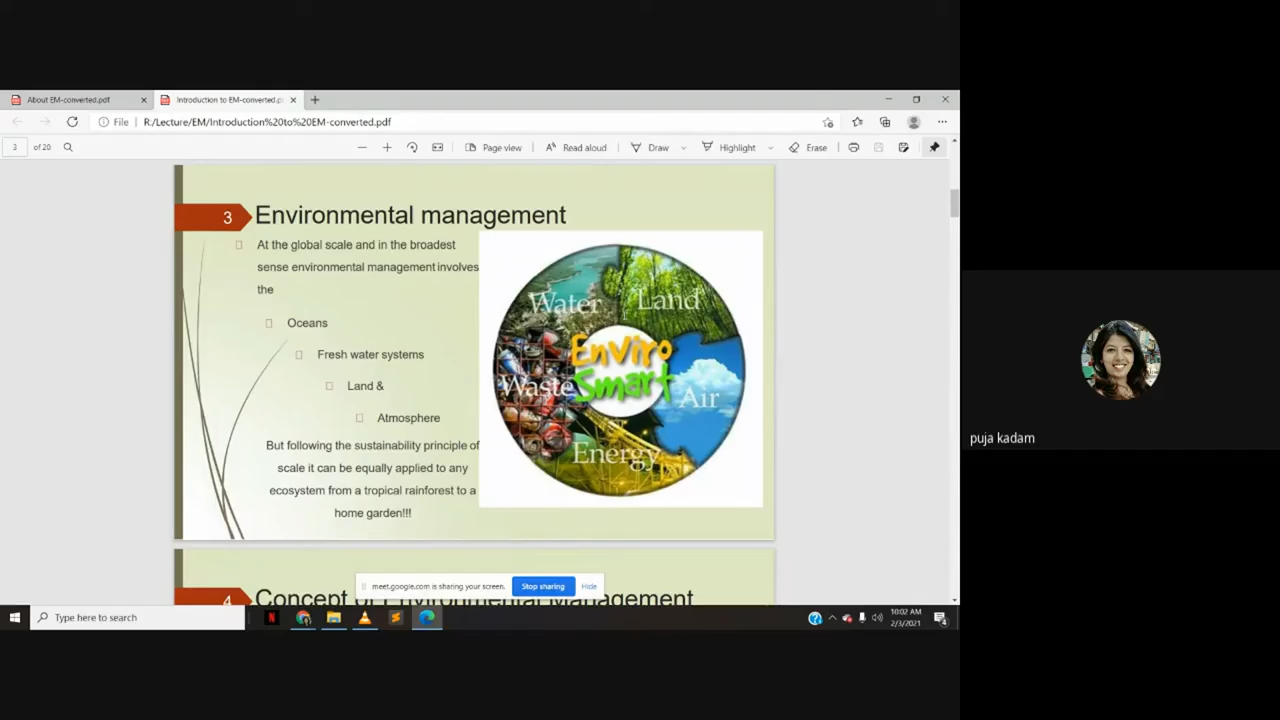 About EM-converted.pdf
Introduction to EM-converted.p
File
R:/Lecture/EM/Introduction%20to%20EM-converted.pdf
3 of 20
Page view
Read aloud
Draw
Highlight
Erase
3
Environmental management
At the global scale and in the broadest
sense environmental management involves
the
Oceans
Fresh water systems
Land &
Atmosphere
But following the sustainability principle of
scale it can be equally applied to any
ecosystem from a tropical rainforest to a
home garden!!!
Water
Land
Enviro
Smart
Waste
Air
Energy
puja kadam
4
Concept of Environmental Management
meet.google.com is sharing your screen.
Stop sharing
Hide
Type here to search
10:02 AM
2/3/2021